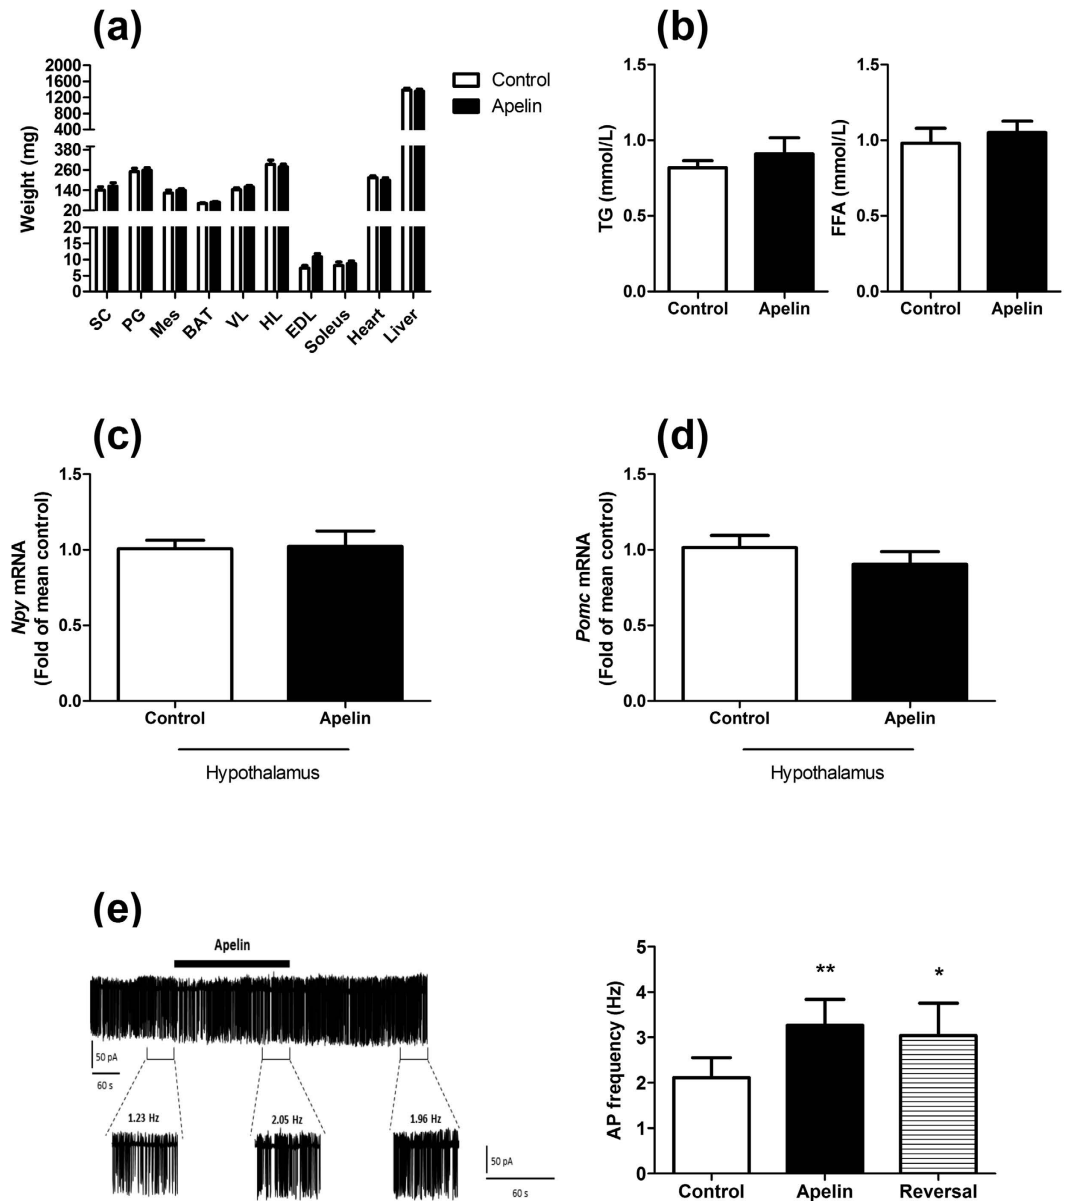 (a)
Weight (mg)
2000
1600
1200
800
400
380
260
140
20
20
15
10
5
0
SC
PG
Mes
BAT
VL
HL
EDL
Soleus
Heart
Liver
Control
Apelin
(b)
TG (mmol/L)
1.5
1.0
0.5
0.0
Control
Apelin
FFA (mmol/L)
1.5
1.0
0.5
0.0
Control
Apelin
(c)
Npy mRNA
(Fold of mean control)
1.5
1.0
0.5
0.0
Control
Apelin
Hypothalamus
(d)
Pomc mRNA
(Fold of mean control)
1.5
1.0
0.5
0.0
Control
Apelin
Hypothalamus
(e)
Apelin
50 pA
60 s
1.23 Hz
2.05 Hz
1.96 Hz
50 pA
60 s
AP frequency (Hz)
5
4
3
2
1
0
**
*
Control
Apelin
Reversal